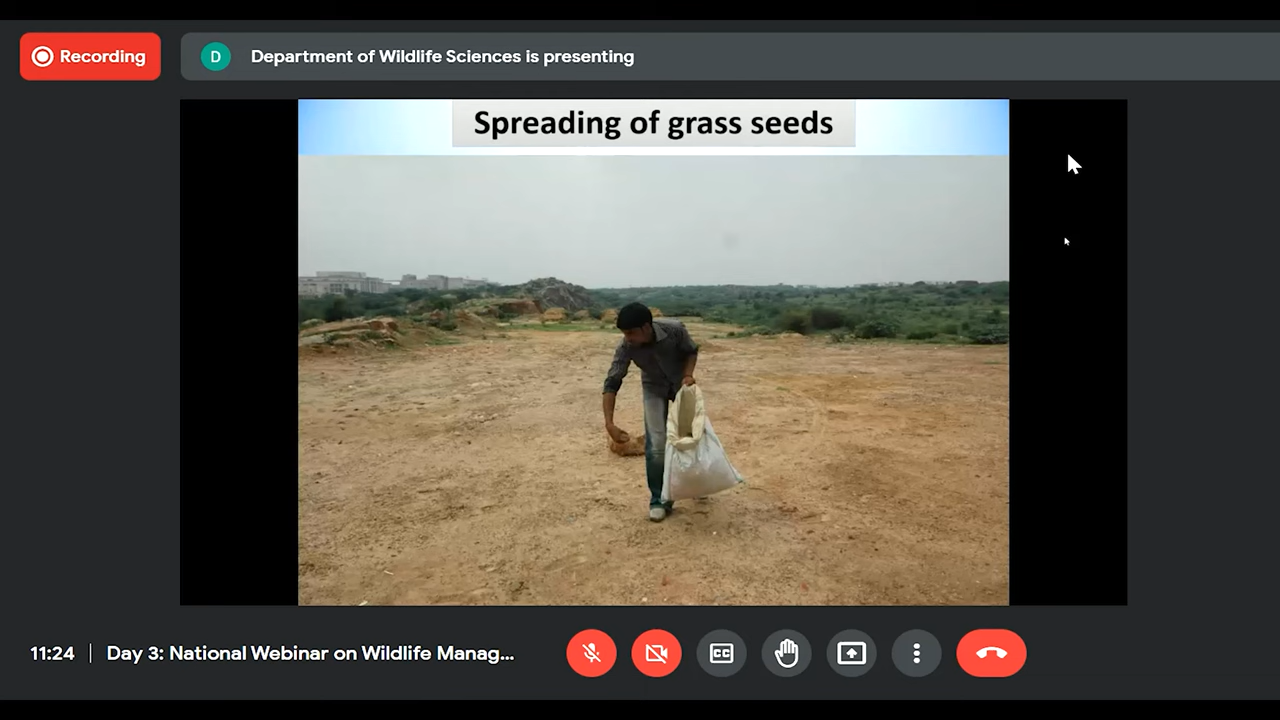 Recording
D
Department of Wildlife Sciences is presenting
Spreading of grass seeds
11:24
Day 3: National Webinar on Wildlife Manag...
CC